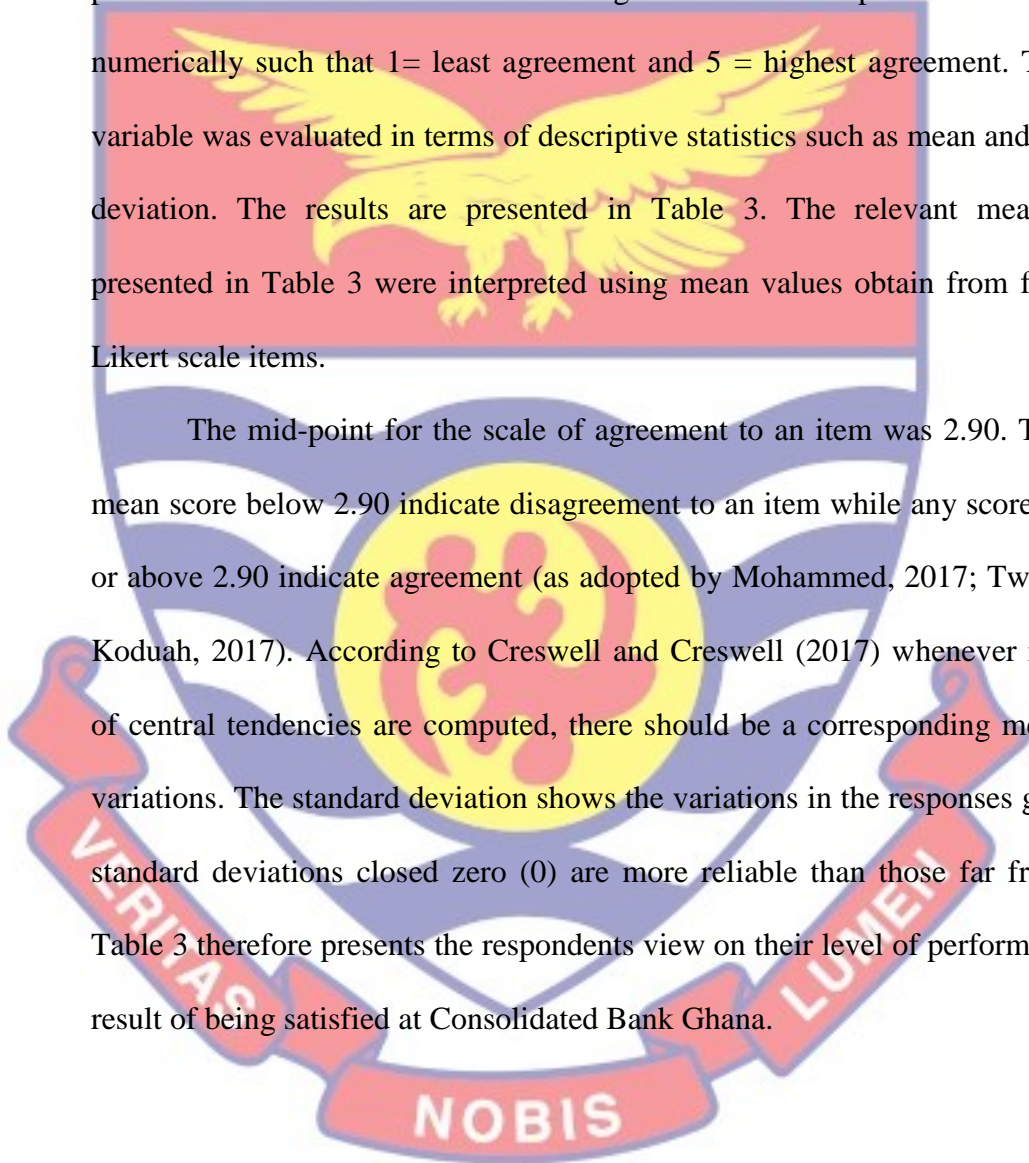 numerically such that 1= least agreement and 5 = highest agreement. T
variable was evaluated in terms of descriptive statistics such as mean and
deviation. The results are presented in Table 3. The relevant mea
presented in Table 3 were interpreted using mean values obtain from f
Likert scale items.
The mid-point for the scale of agreement to an item was 2.90. T
mean score below 2.90 indicate disagreement to an item while any score
or above 2.90 indicate agreement (as adopted by Mohammed, 2017; Tw
Koduah, 2017). According to Creswell and Creswell (2017) whenever
of central tendencies are computed, there should be a corresponding me
variations. The standard deviation shows the variations in the responses g
standard deviations closed zero (0) are more reliable than those far fr
Table 3 therefore presents the respondents view on their level of perform
result of being satisfied at Consolidated Bank Ghana.
VERITAS
NOBIS
LUMEN